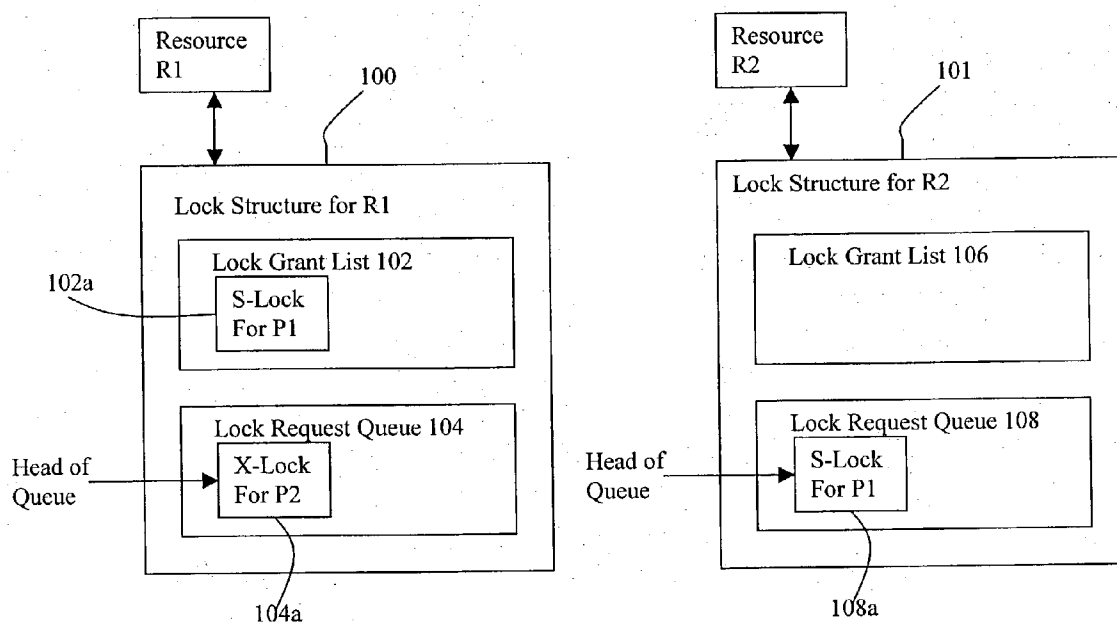 Resource
R1
100
Lock Structure for R1
Lock Grant List 102
102a
S-Lock
For P1
Lock Request Queue 104
Head of
Queue
X-Lock
For P2
104a
Resource
R2
101
Lock Structure for R2
Lock Grant List 106
Lock Request Queue 108
Head of
Queue
S-Lock
For P1
108a